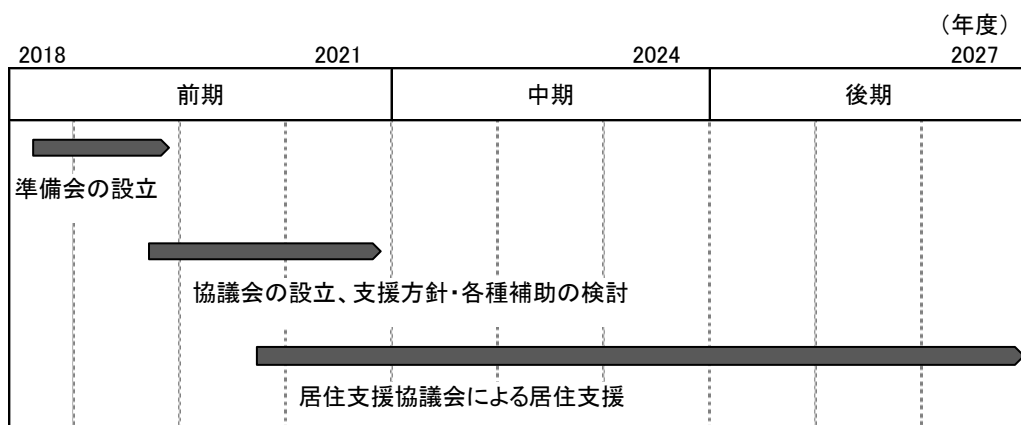 （年度）
2018 2021 2024 2027
前期 中期 後期
準備会の設立
協議会の設立、支援方針・各種補助の検討
居住支援協議会による居住支援